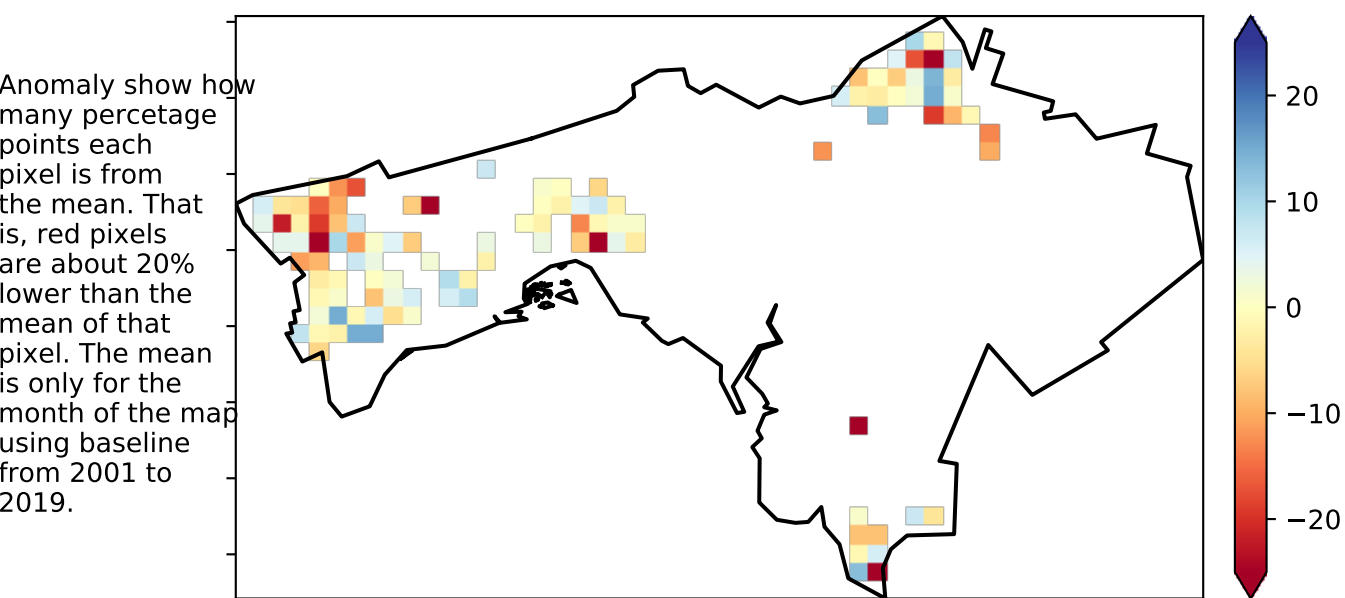 Anomaly show how
many percetage
points each
pixel is from
the mean. That
is, red pixels
are about 20%
lower than the
mean of that
pixel. The mean
is only for the
month of the map
using baseline
from 2001 to
2019.
20
10
0
−10
−20